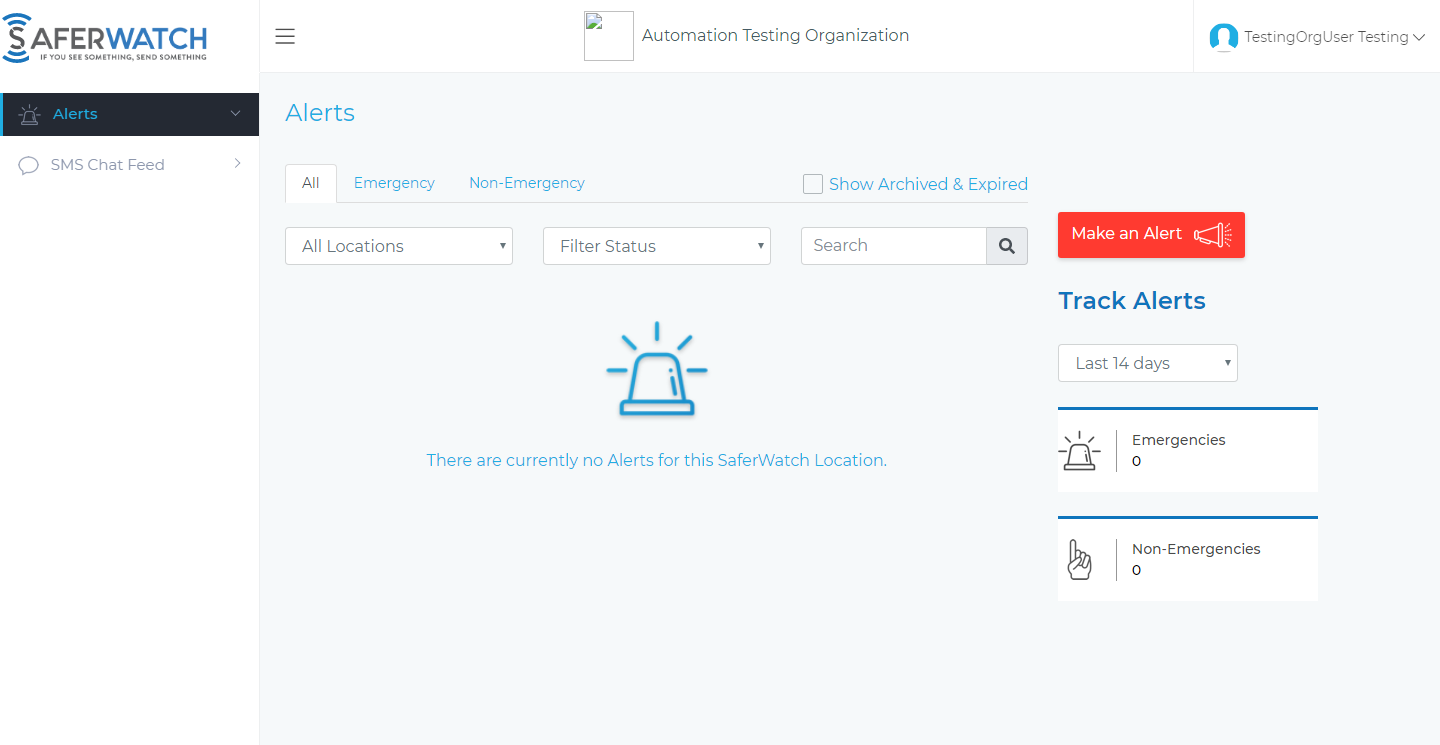 SAFERWATCH
IF YOU SEE SOMETHING, SEND SOMETHING
Automation Testing Organization
TestingOrgUser Testing
Alerts
SMS Chat Feed
Alerts
All Emergency Non-Emergency Show Archived & Expired
All Locations Filter Status Search
Make an Alert
Track Alerts
Last 14 days
Emergencies
0
Non-Emergencies
0
There are currently no Alerts for this SaferWatch Location.